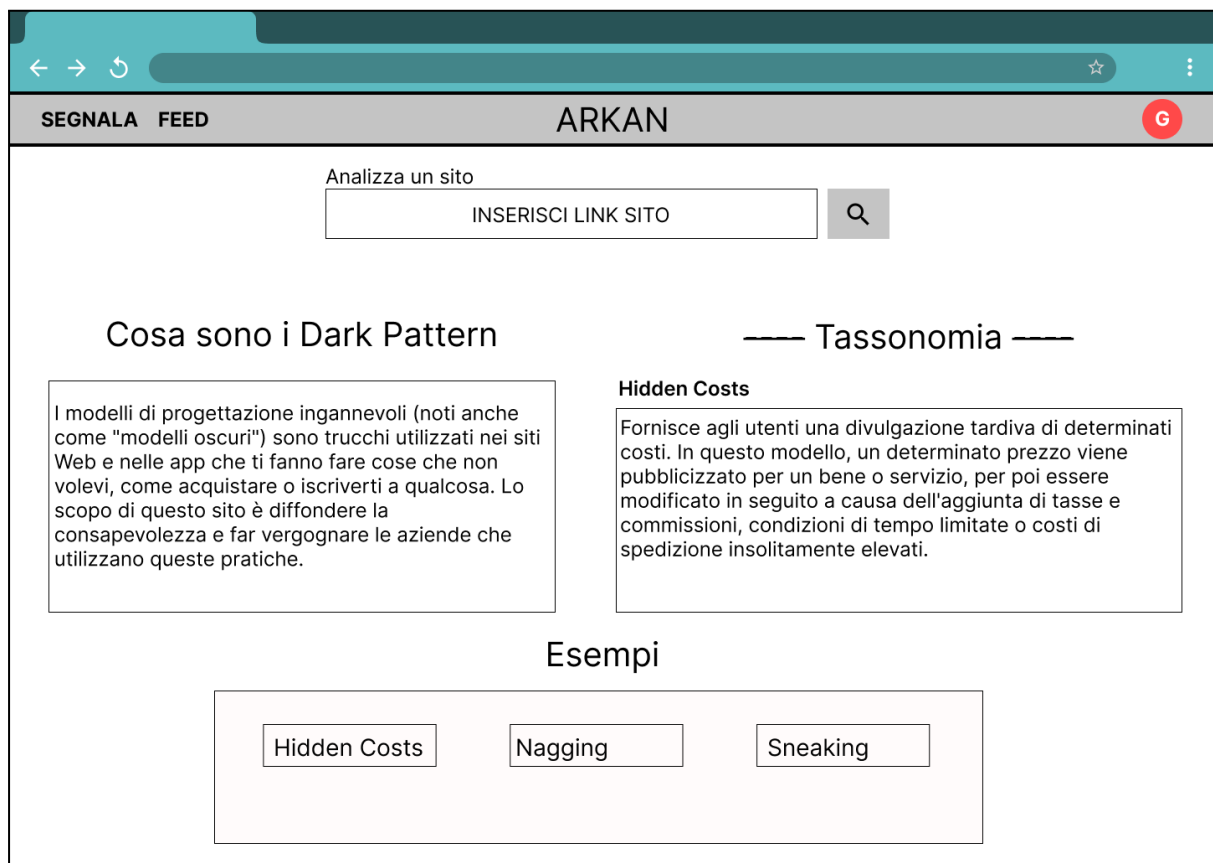 SEGNALA FEED
ARKAN
G
Analizza un sito
INSERISCI LINK SITO
Cosa sono i Dark Pattern
I modelli di progettazione ingannevoli (noti anche
come "modelli oscuri") sono trucchi utilizzati nei siti
Web e nelle app che ti fanno fare cose che non
volevi, come acquistare o iscriverti a qualcosa. Lo
scopo di questo sito è diffondere la
consapevolezza e far vergognare le aziende che
utilizzano queste pratiche.
---- Tassonomia ----
Hidden Costs
Fornisce agli utenti una divulgazione tardiva di determinati
costi. In questo modello, un determinato prezzo viene
pubblicizzato per un bene o servizio, per poi essere
modificato in seguito a causa dell'aggiunta di tasse e
commissioni, condizioni di tempo limitate o costi di
spedizione insolitamente elevati.
Esempi
Hidden Costs
Nagging
Sneaking